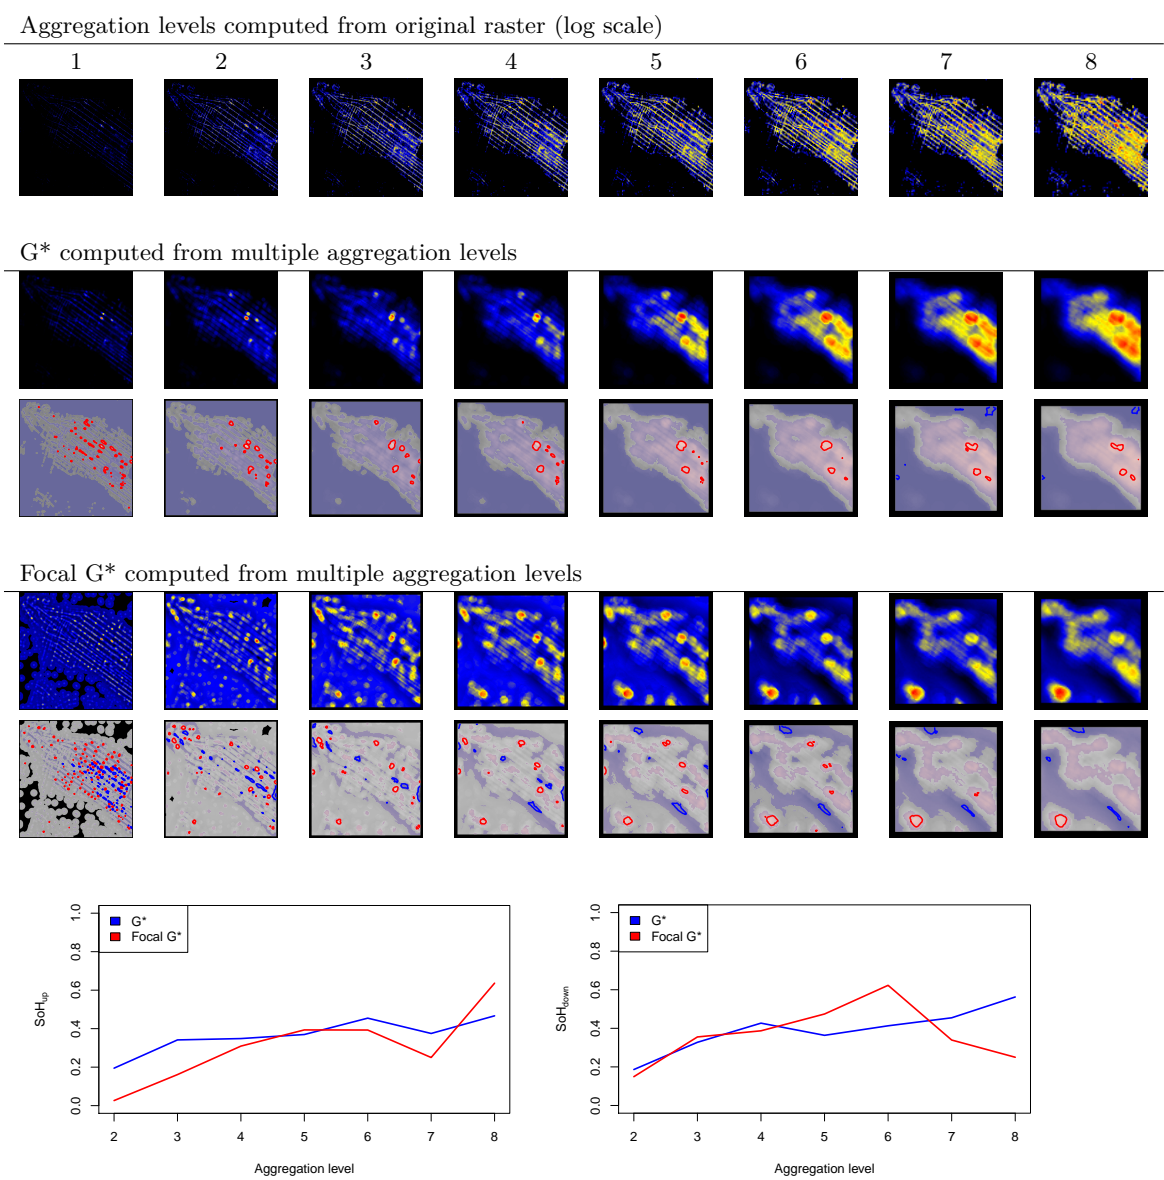 Aggregation levels computed from original raster (log scale)
1 2 3 4 5 6 7 8
G* computed from multiple aggregation levels
Focal G* computed from multiple aggregation levels
SoHup
0.0 0.2 0.4 0.6 0.8 1.0
G*
Focal G*
2 3 4 5 6 7 8
Aggregation level
SoHdown
0.0 0.2 0.4 0.6 0.8 1.0
G*
Focal G*
2 3 4 5 6 7 8
Aggregation level